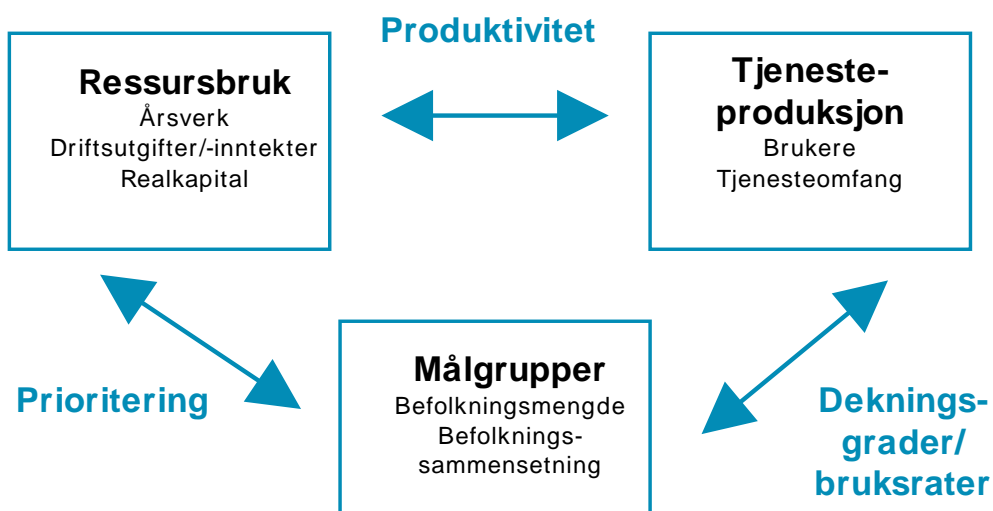 Produktivitet
Ressursbruk
Årsverk
Driftsutgifter/-inntekter
Realkapital
Tjeneste-
produksjon
Brukere
Tjenesteomfang
Prioritering
Målgrupper
Befolkningsmengde
Befolknings-
sammensetning
Deknings-
grader/
bruksrater